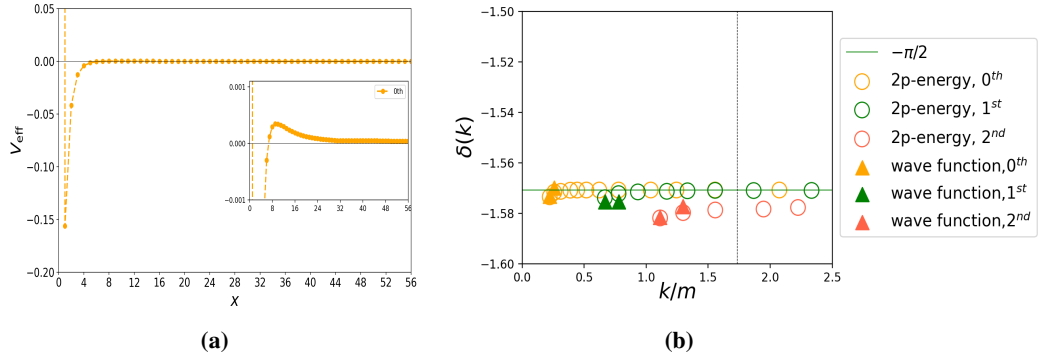 0.05
0.00
−0.05
−0.10
−0.15
−0.20
V_eff
0 4 8 12 16 20 24 28 32 36 40 44 48 52 56
X
0.001
0.000
−0.001
0 8 16 24 32 40 48 56
0th
(a)
−1.50
−1.52
−1.54
−1.56
−1.58
−1.60
δ(k)
0.0 0.5 1.0 1.5 2.0 2.5
k/m
−π/2
2p-energy, 0^th
2p-energy, 1^st
2p-energy, 2^nd
wave function,0^th
wave function,1^st
wave function,2^nd
(b)